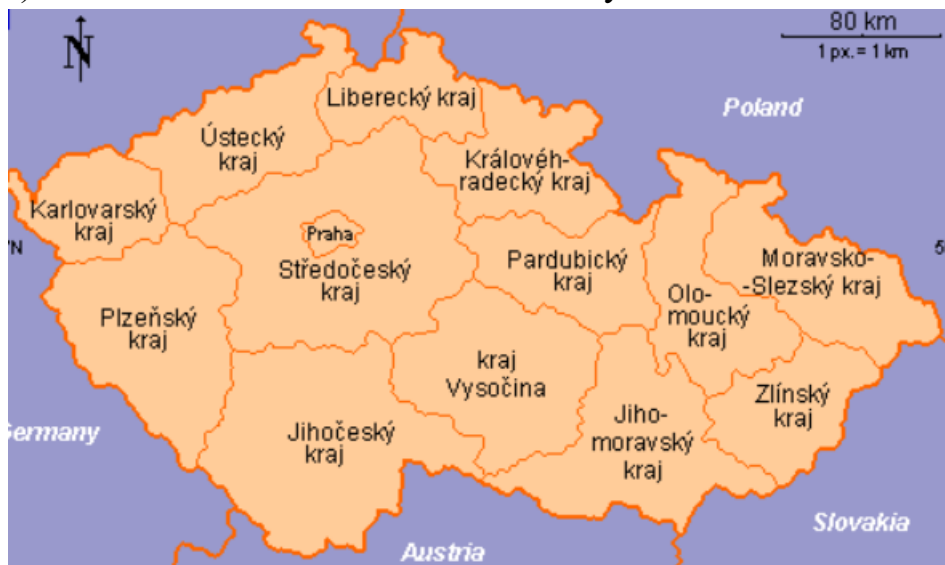 80 km
1 px.= 1 km
N
Poland
Liberecký kraj
Ústecký
kraj
Králövéh-
radecký kraj
Karlovarský
kraj
Praha
Středočeský
kraj
Pardubický
kraj
Moravsko-
-Slezský kraj
Olo-
moucký
kraj
Plzeňský
kraj
kraj
Vysočina
Zlínský
kraj
Jihočeský
kraj
Jiho-
moravský
kraj
Germany
Slovakia
Austria